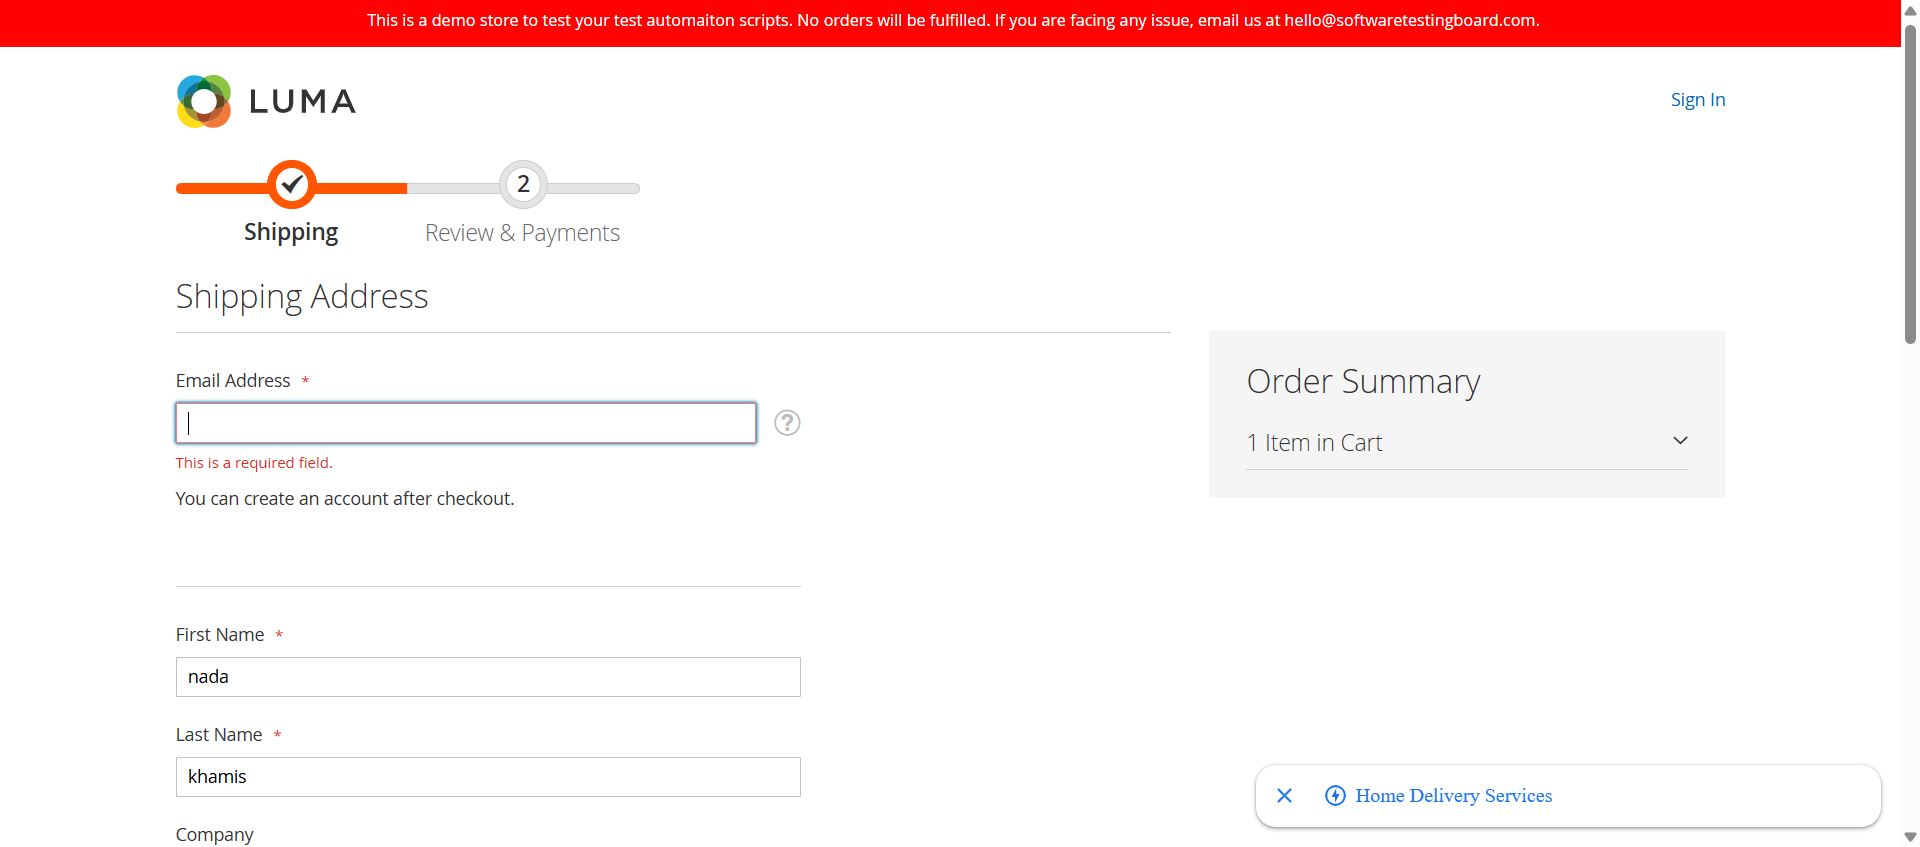 This is a demo store to test your test automaiton scripts. No orders will be fulfilled. If you are facing any issue, email us at hello@softwaretestingboard.com.
LUMA
Sign In
2
Shipping
Review & Payments
Shipping Address
Email Address *
?
This is a required field.
You can create an account after checkout.
Order Summary
1 Item in Cart
First Name *
nada
Last Name *
khamis
Home Delivery Services
Company